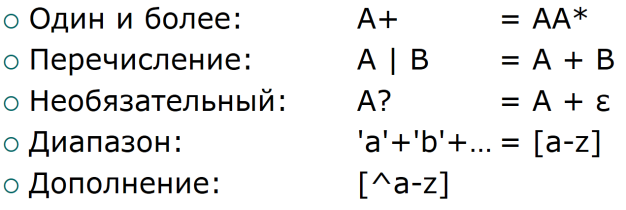 ○ Один и более: A+ = AA*
○ Перечисление: A | B = A + B
○ Необязательный: A? = A + ε
○ Диапазон: 'a'+'b'+… = [a-z]
○ Дополнение: [^a-z]